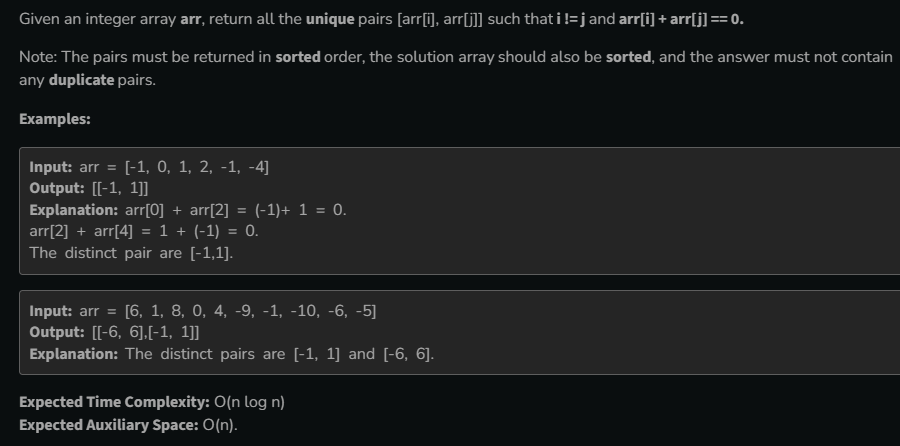 Given an integer array arr, return all the unique pairs [arr[i], arr[j]] such that i != j and arr[i] + arr[j] == 0.
Note: The pairs must be returned in sorted order, the solution array should also be sorted, and the answer must not contain
any duplicate pairs.
Examples:
Input: arr = [-1, 0, 1, 2, -1, -4]
Output: [[-1, 1]]
Explanation: arr[0] + arr[2] = (-1)+ 1 = 0.
arr[2] + arr[4] = 1 + (-1) = 0.
The distinct pair are [-1,1].
Input: arr = [6, 1, 8, 0, 4, -9, -1, -10, -6, -5]
Output: [[-6, 6],[-1, 1]]
Explanation: The distinct pairs are [-1, 1] and [-6, 6].
Expected Time Complexity: O(n log n)
Expected Auxiliary Space: O(n).